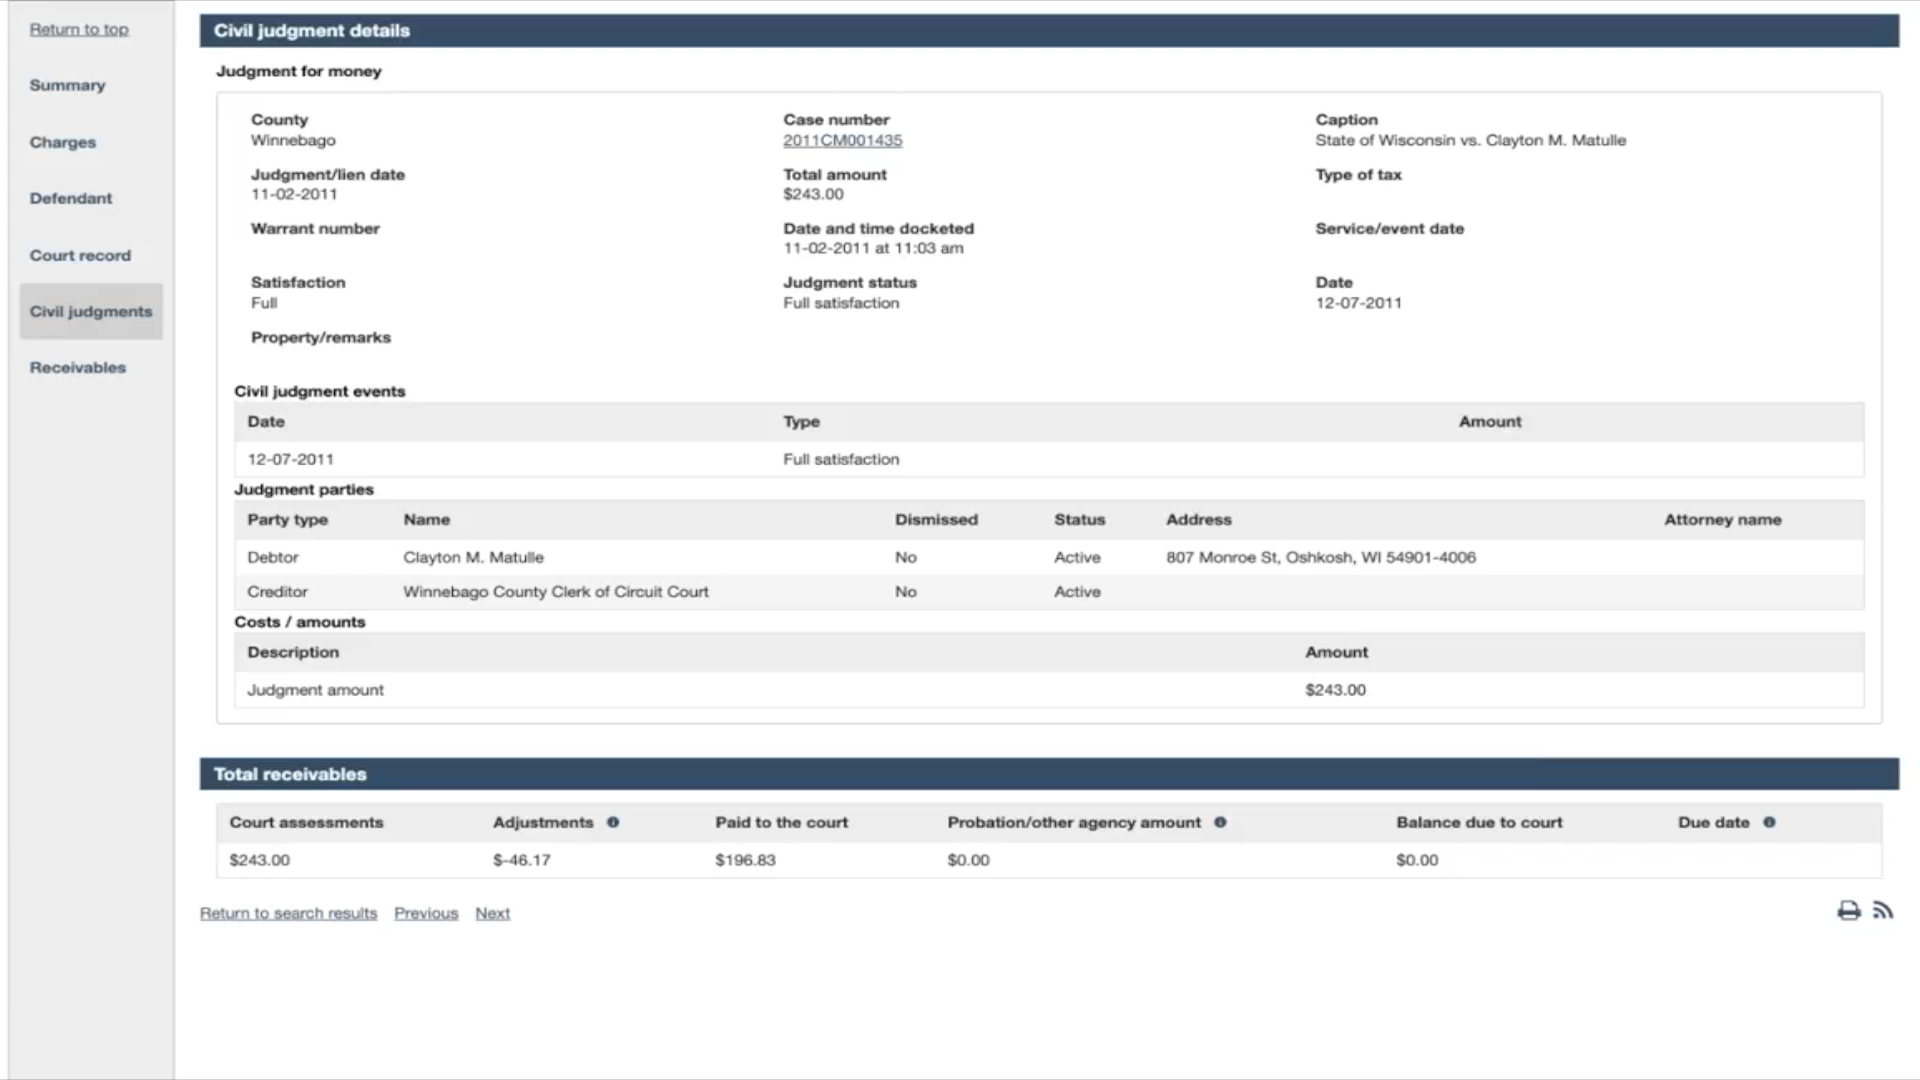 Return to top
Summary
Charges
Defendant
Court record
Civil judgments
Receivables
Civil judgment details
Judgment for money
County Case number Caption
Winnebago 2011CM001435 State of Wisconsin vs. Clayton M. Matulle
Judgment/lien date Total amount Type of tax
11-02-2011 $243.00
Warrant number Date and time docketed Service/event date
11-02-2011 at 11:03 am
Satisfaction Judgment status Date
Full Full satisfaction 12-07-2011
Property/remarks
Civil judgment events
Date Type Amount
12-07-2011 Full satisfaction
Judgment parties
Party type Name Dismissed Status Address Attorney name
Debtor Clayton M. Matulle No Active 807 Monroe St, Oshkosh, WI 54901-4006
Creditor Winnebago County Clerk of Circuit Court No Active
Costs / amounts
Description Amount
Judgment amount $243.00
Total receivables
Court assessments Adjustments Paid to the court Probation/other agency amount Balance due to court Due date
$243.00 $-46.17 $196.83 $0.00 $0.00
Return to search results Previous Next